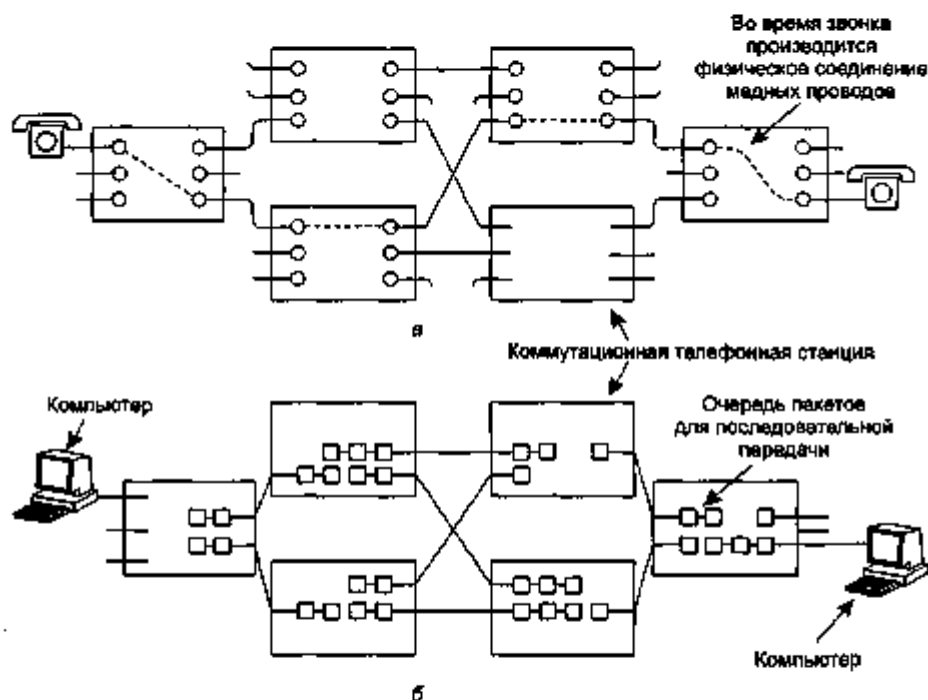 Во время звонка
производится
физическое соединение
медных проводов
а
Коммутационная телефонная станция
Компьютер
Очередь пакетов
для последовательной
передачи
Компьютер
б